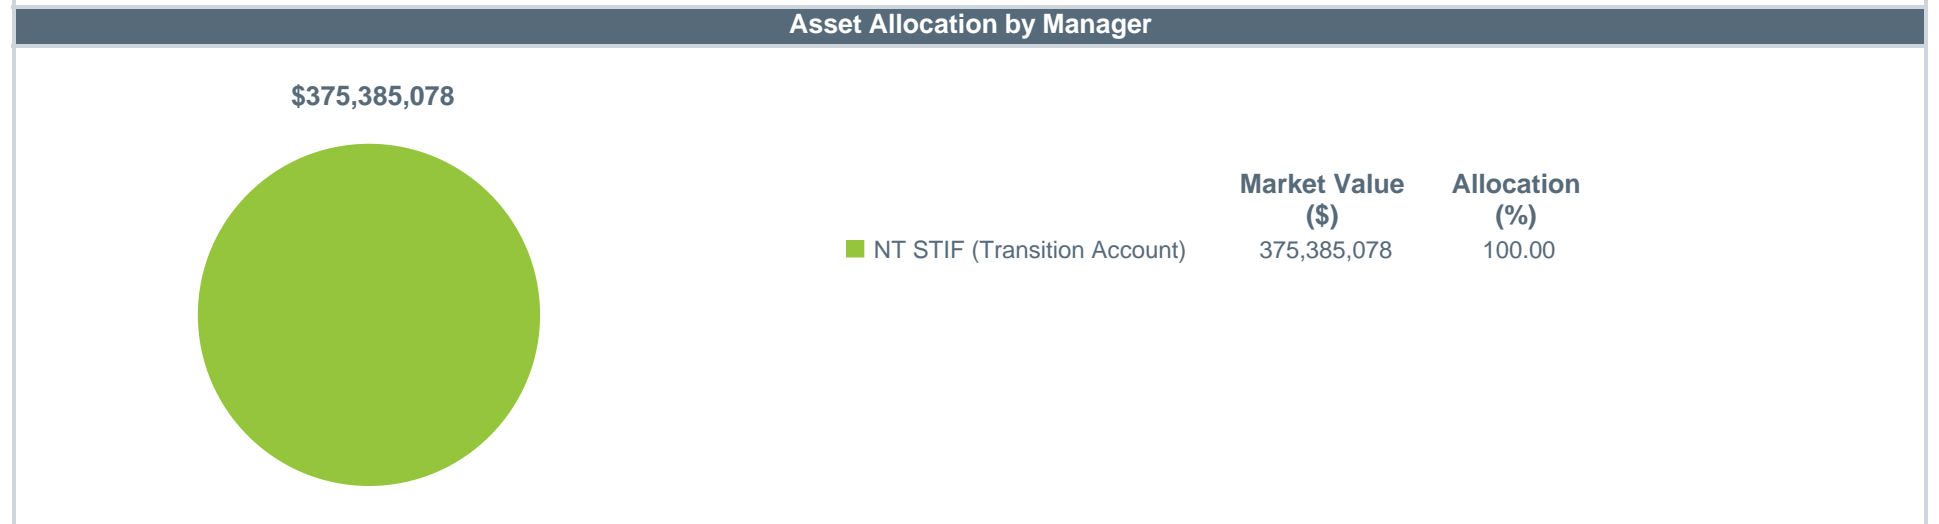 Asset Allocation by Manager
$375,385,078
Market Value Allocation
($) (%)
NT STIF (Transition Account) 375,385,078 100.00